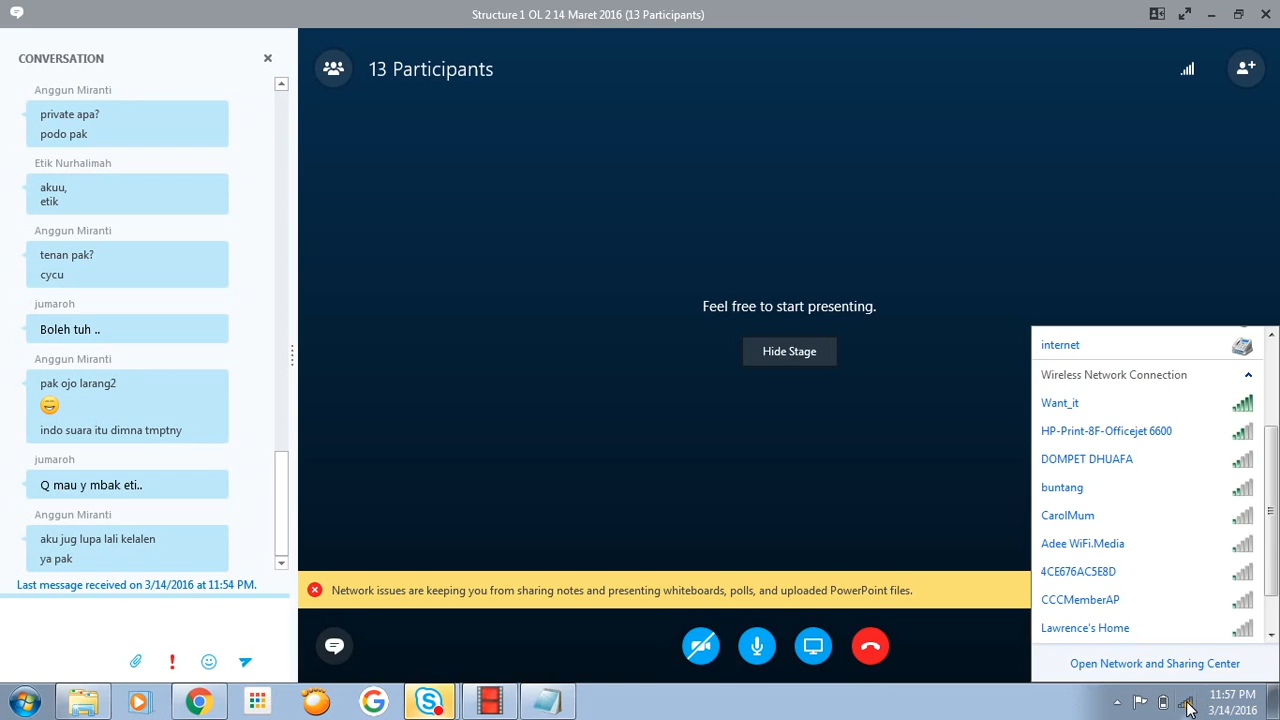 Structure 1 OL 2 14 Maret 2016 (13 Participants)
CONVERSATION
Anggun Miranti
private apa?
podo pak
Etik Nurhalimah
akuu,
etik
Anggun Miranti
tenan pak?
cycu
jumaroh
Boleh tuh ..
Anggun Miranti
pak ojo larang2
indo suara itu dimna tmptny
jumaroh
Q mau y mbak eti..
Anggun Miranti
aku jug lupa lali kelalen
ya pak
Last message received on 3/14/2016 at 11:54 PM.
13 Participants
Feel free to start presenting.
Hide Stage
Network issues are keeping you from sharing notes and presenting whiteboards, polls, and uploaded PowerPoint files.
internet
Wireless Network Connection
Want_it
HP-Print-8F-Officejet 6600
DOMPET DHUAFA
buntang
CarolMum
Adee WiFi.Media
4CE676AC5E8D
CCCMemberAP
Lawrence's Home
Open Network and Sharing Center
11:57 PM
3/14/2016